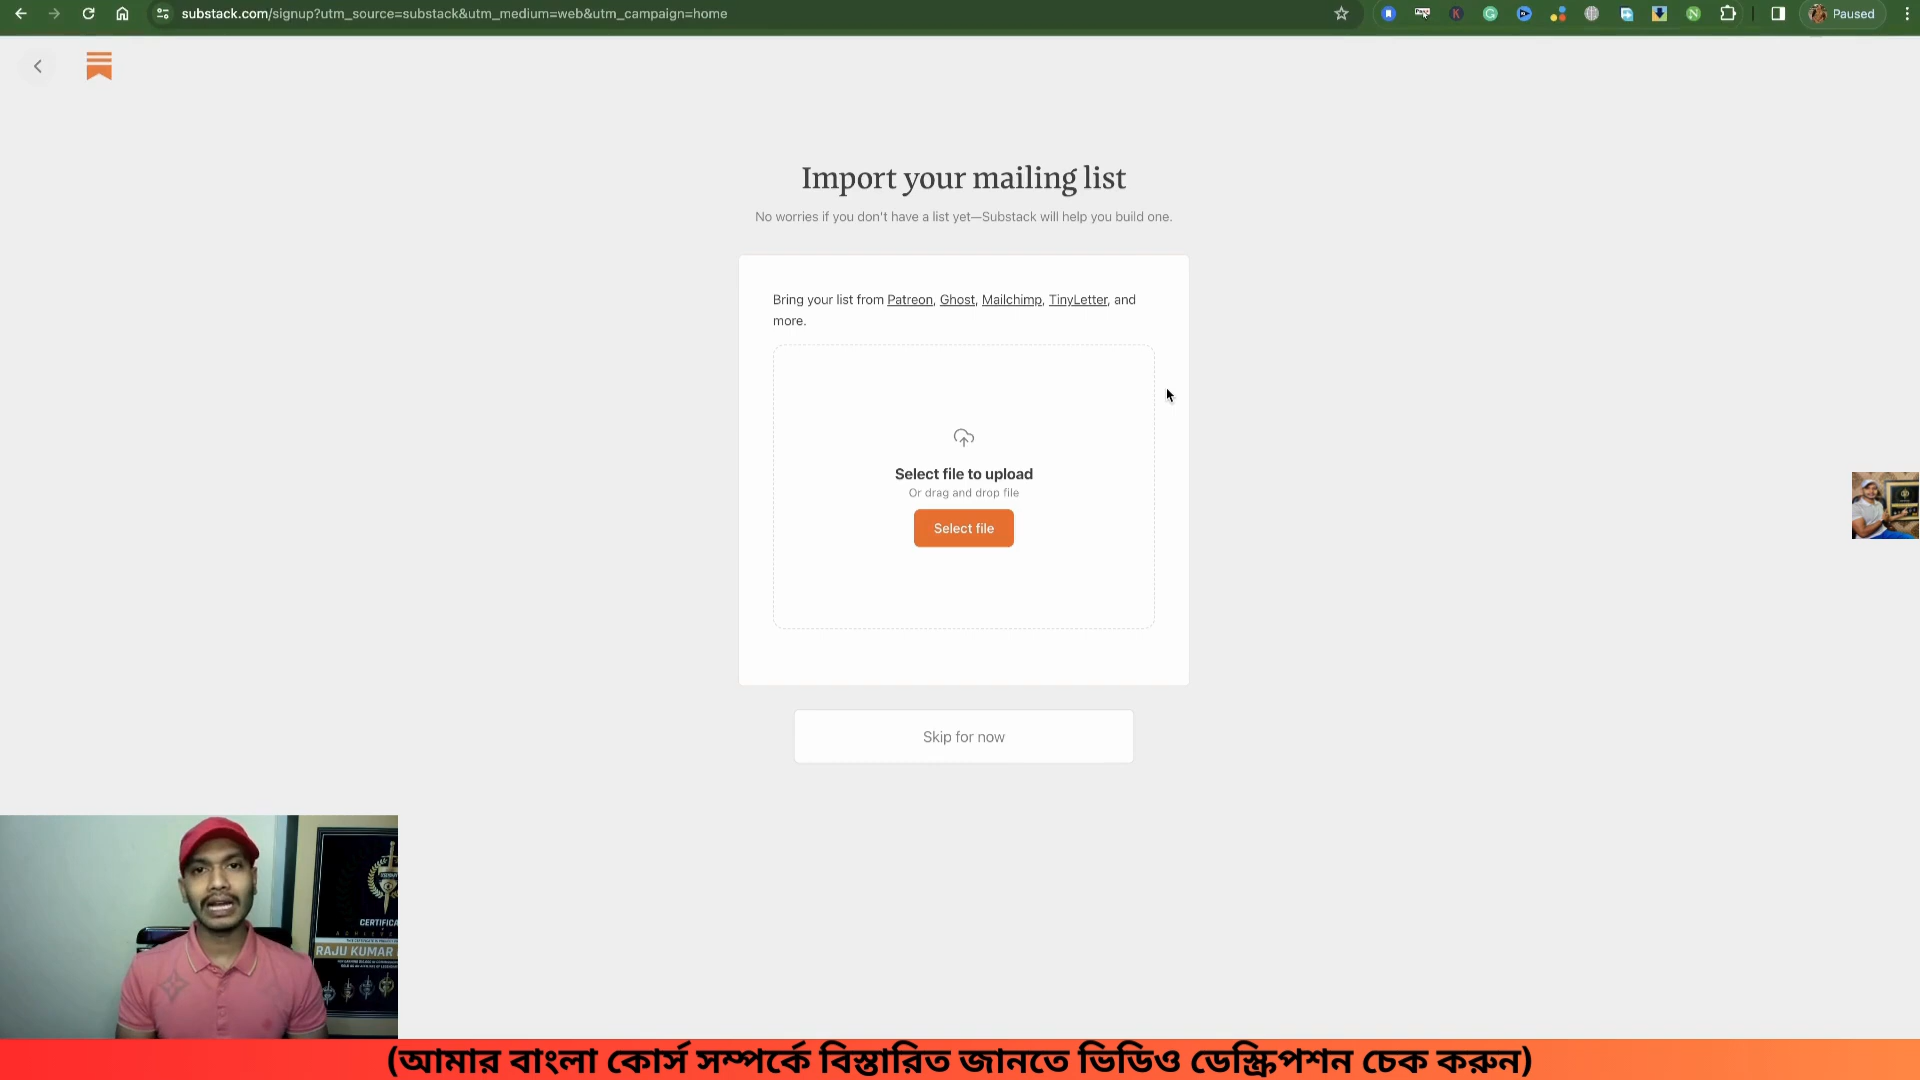 substack.com/signup?utm_source=substack&utm_medium=web&utm_campaign=home
Paused
Import your mailing list
No worries if you don't have a list yet—Substack will help you build one.
Bring your list from Patreon, Ghost, Mailchimp, TinyLetter, and
more.
Select file to upload
Or drag and drop file
Select file
Skip for now
CERTIFICA
RAJU KUMAR
(আমার বাংলা কোর্স সম্পর্কে বিস্তারিত জানতে ভিডিও ডেস্ক্রিপশন চেক করুন)